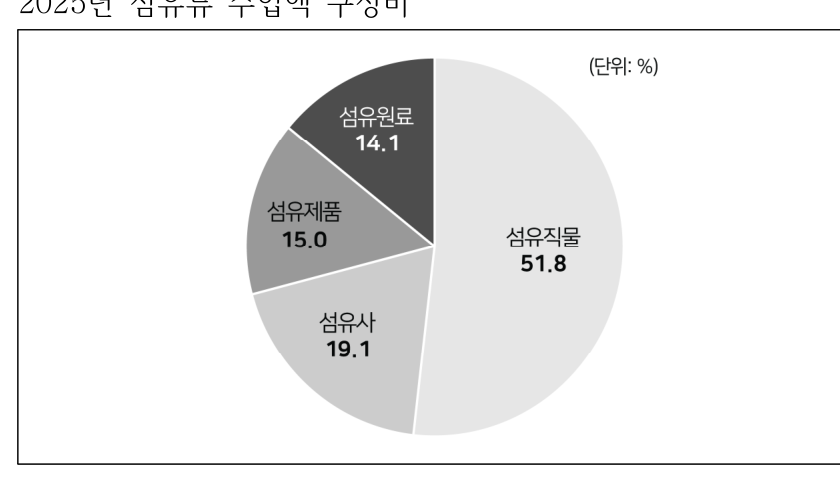 2025년 섬유류 수입액 구성비
(단위: %)
섬유원료
14.1
섬유제품
15.0
섬유직물
51.8
섬유사
19.1